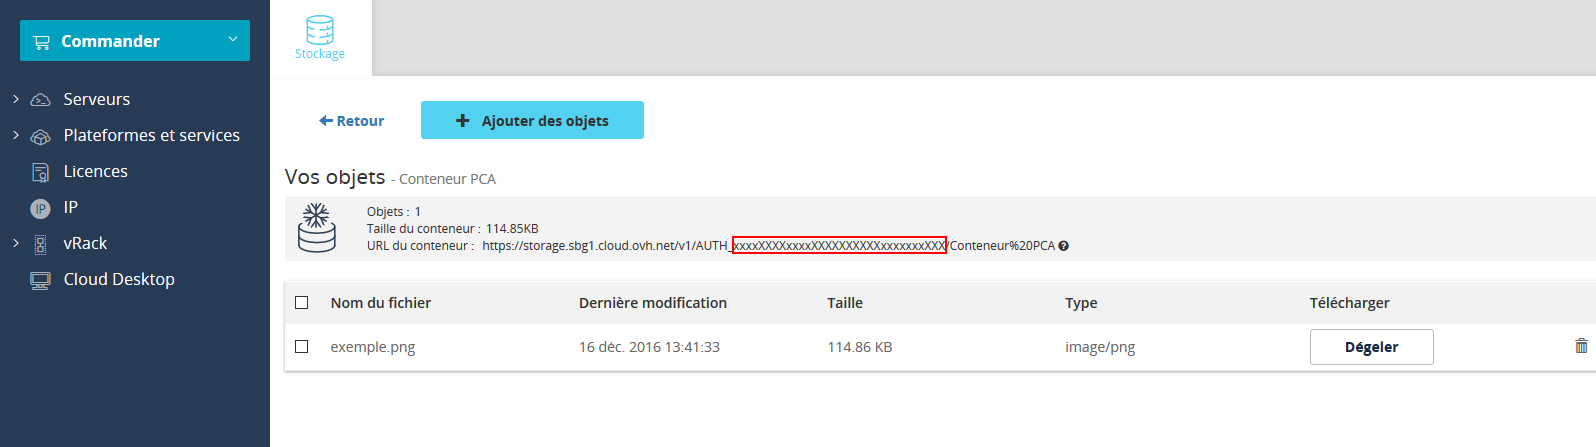 Commander
Serveurs
Plateformes et services
Licences
IP
IP
vRack
Cloud Desktop
Stockage
Retour
+ Ajouter des objets
Vos objets - Conteneur PCA
Objets : 1
Taille du conteneur : 114.85KB
URL du conteneur : https://storage.sbg1.cloud.ovh.net/v1/AUTH_xxxxXXXXxxxxXXXXXXXXXXxxxxxxxXXX/Conteneur%20PCA ?
Nom du fichier Dernière modification Taille Type Télécharger
exemple.png 16 déc. 2016 13:41:33 114.86 KB image/png Dégeler